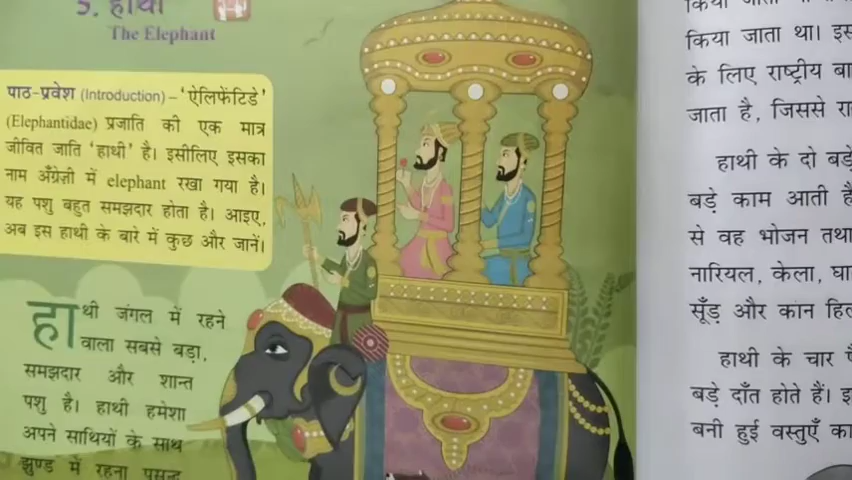 5. हाथी
The Elephant
पाठ-प्रवेश (Introduction) – 'ऐलिफेंटिडे'
(Elephantidae) प्रजाति की एक मात्र
जीवित जाति 'हाथी' है। इसीलिए इसका
नाम अँग्रेज़ी में elephant रखा गया है।
यह पशु बहुत समझदार होता है। आइए,
अब इस हाथी के बारे में कुछ और जानें।
हाथी जंगल में रहने
वाला सबसे बड़ा,
समझदार और शान्त
पशु है। हाथी हमेशा
अपने साथियों के साथ
झुण्ड में रहना पसन्द
किया जाता
किया जाता था। इस
के लिए राष्ट्रीय बा
जाता है, जिससे रा
हाथी के दो बड़े
बड़े काम आती है
से वह भोजन तथा
नारियल, केला, घा
सूँड़ और कान हिल
हाथी के चार पै
बड़े दाँत होते हैं। इ
बनी हुई वस्तुएँ का